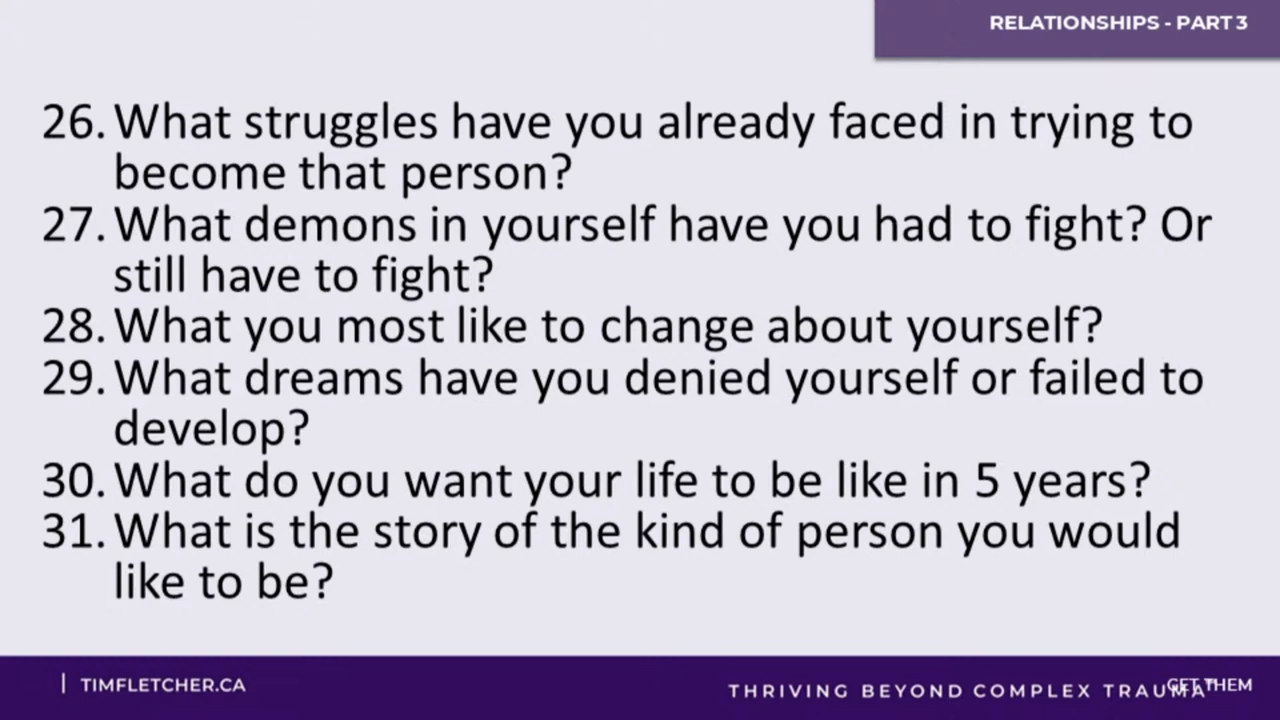 RELATIONSHIPS - PART 3
26. What struggles have you already faced in trying to
become that person?
27. What demons in yourself have you had to fight? Or
still have to fight?
28. What you most like to change about yourself?
29. What dreams have you denied yourself or failed to
develop?
30. What do you want your life to be like in 5 years?
31. What is the story of the kind of person you would
like to be?
| TIMFLETCHER.CA
THRIVING BEYOND COMPLEX TRAUMA
GET THEM